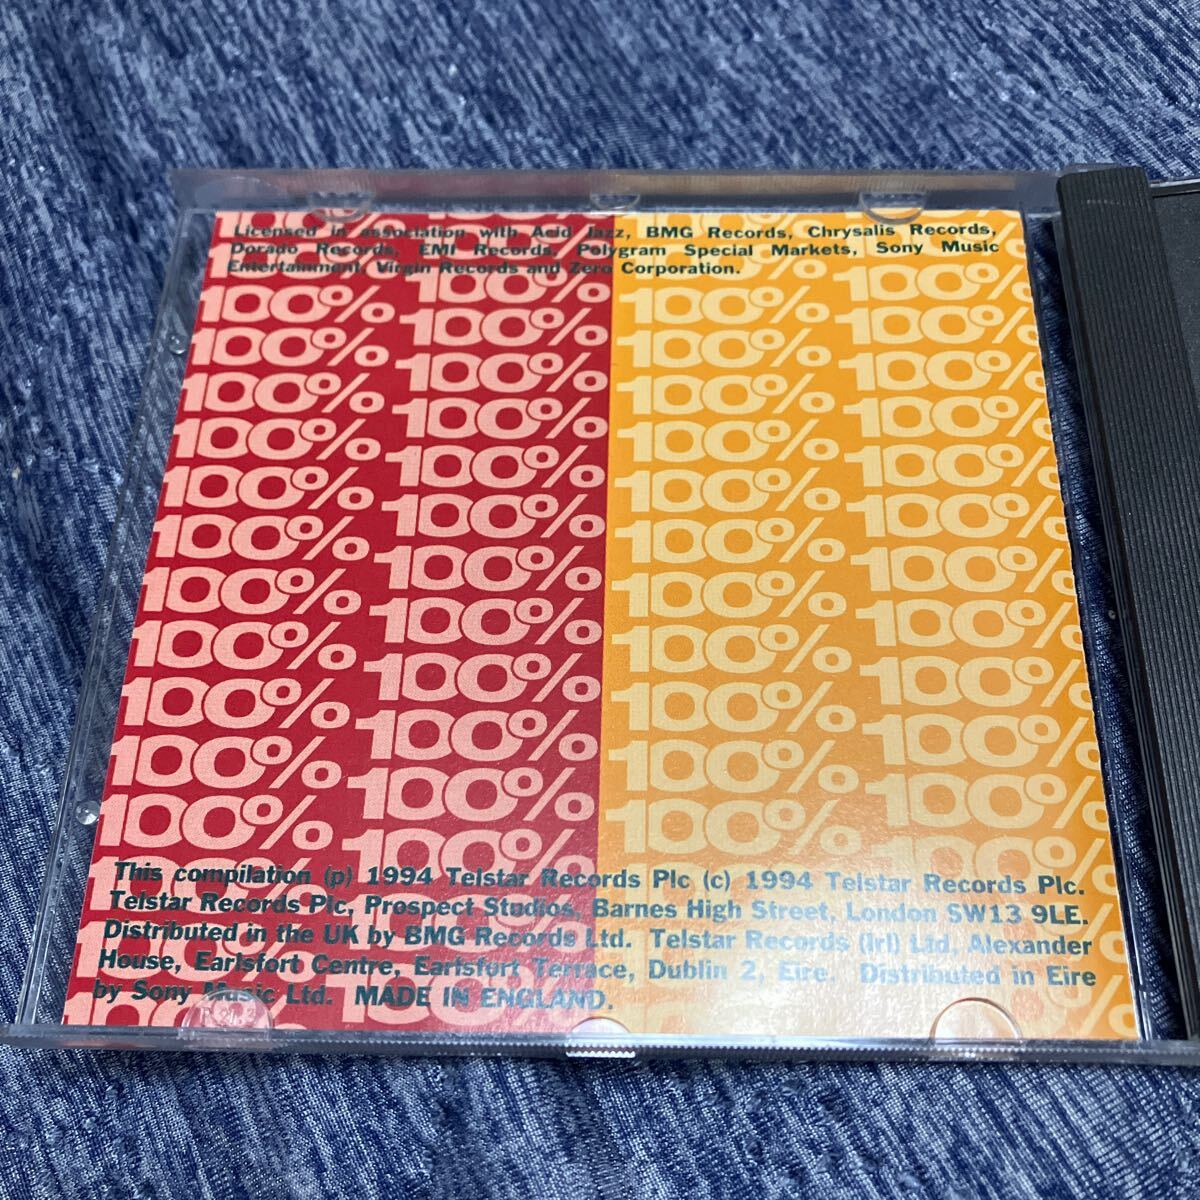 Licensed in association with Acid Jazz, BMG Records, Chrysalis Records,
Dorado Records, EMI Records, Polygram Special Markets, Sony Music
Entertainment, Virgin Records and Zero Corporation.
100% 100% 100% 100%
100% 100% 100% 100%
100% 100% 100% 100%
100% 100% 100% 100%
100% 100% 100% 100%
100% 100% 100% 100%
100% 100% 100% 100%
100% 100% 100% 100%
100% 100% 100% 100%
100% 100% 100% 100%
100% 100% 100% 100%
100% 100% 100% 100%
This compilation (p) 1994 Telstar Records Plc (c) 1994 Telstar Records Plc.
Telstar Records Plc, Prospect Studios, Barnes High Street, London SW13 9LE.
Distributed in the UK by BMG Records Ltd. Telstar Records (Irl) Ltd, Alexander
House, Earlsfort Centre, Earlsfort Terrace, Dublin 2, Eire. Distributed in Eire
by Sony Music Ltd. MADE IN ENGLAND.